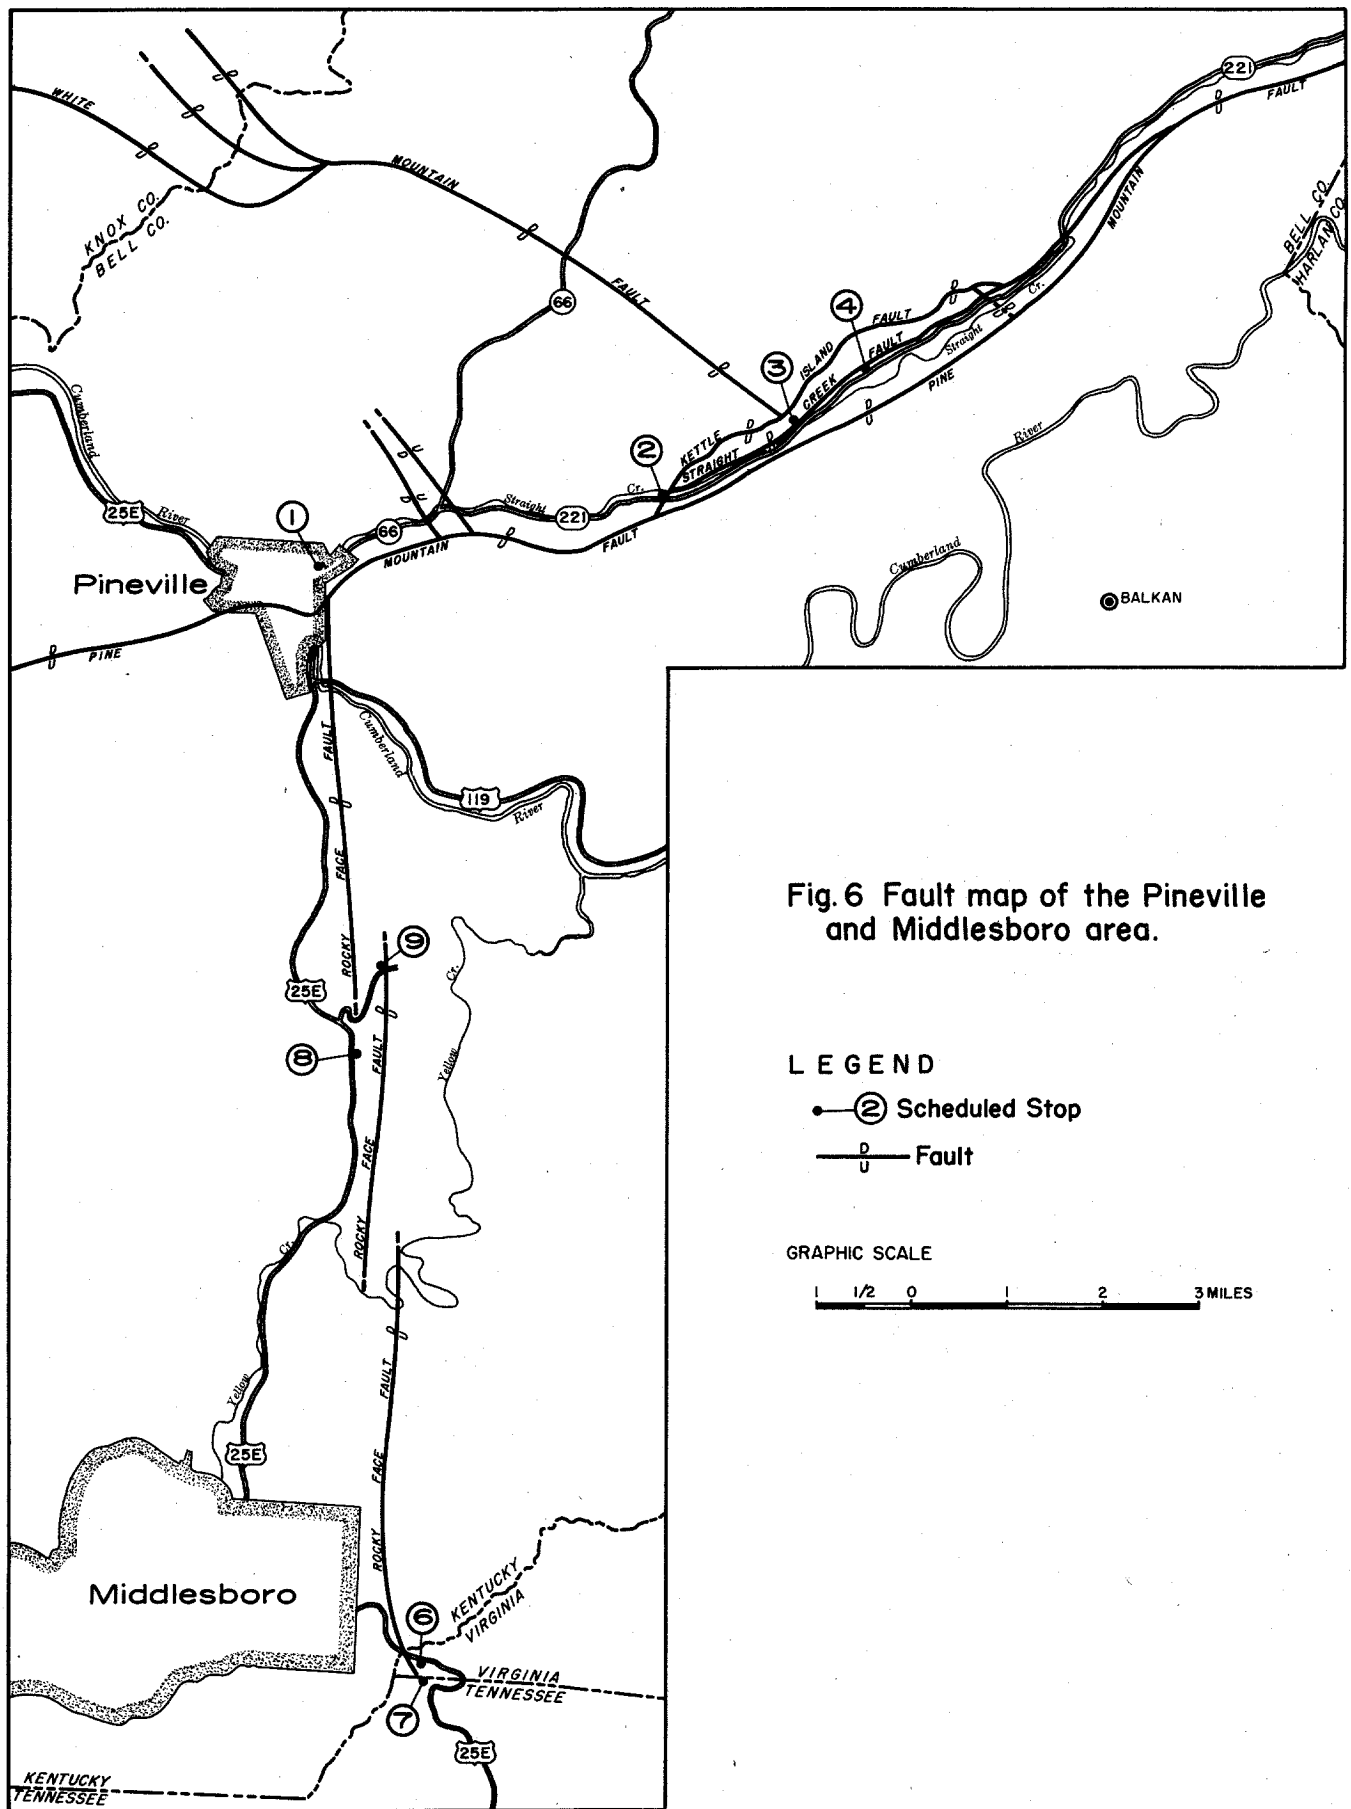 221
FAULT
WHITE
MOUNTAIN
KNOX CO.
BELL CO.
BELL CO.
HARLAN CO.
MOUNTAIN
FAULT
66
Cr.
4
FAULT
ISLAND
FAULT
Straight
3
CREEK
PINE
Cumberland
River
KETTLE
STRAIGHT
2
Cr.
Straight
221
25E
River
1
66
MOUNTAIN
FAULT
Cumberland
Pineville
BALKAN
PINE
FAULT
Cumberland
119
River
FACE
Fig. 6 Fault map of the Pineville
and Middlesboro area.
ROCKY
9
Cr.
25E
8
FAULT
Yellow
LEGEND
2 Scheduled Stop
D
U
Fault
FACE
ROCKY
Cr.
GRAPHIC SCALE
1 1/2 0 1 2 3 MILES
FAULT
Yellow
25E
FACE
ROCKY
Middlesboro
KENTUCKY
VIRGINIA
6
VIRGINIA
TENNESSEE
7
25E
KENTUCKY
TENNESSEE